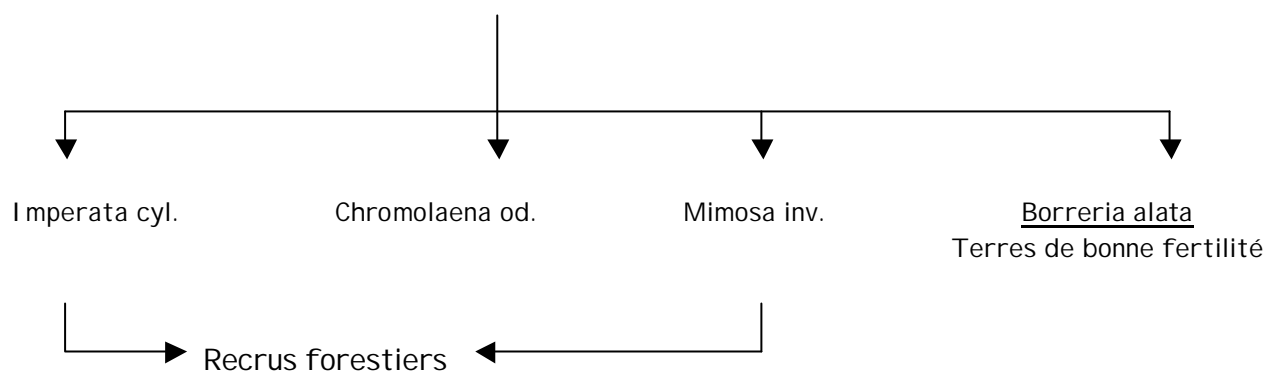 Imperata cyl.
Chromolaena od.
Mimosa inv.
Borreria alata
Terres de bonne fertilité
Recrus forestiers